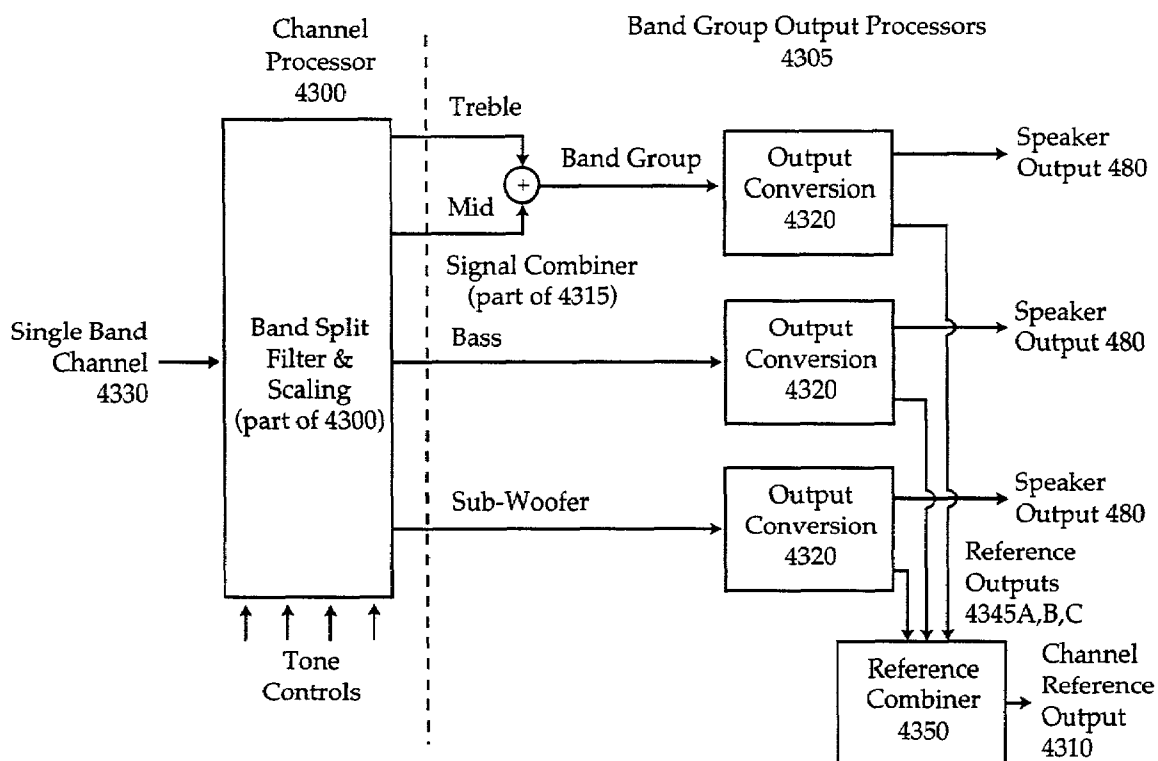 Channel
Processor
4300
Band Group Output Processors
4305
Treble
Band Group
+
Mid
Output
Conversion
4320
Speaker
Output 480
Signal Combiner
(part of 4315)
Single Band
Channel
4330
Band Split
Filter &
Scaling
(part of 4300)
Bass
Output
Conversion
4320
Speaker
Output 480
Sub-Woofer
Output
Conversion
4320
Speaker
Output 480
Reference
Outputs
4345A,B,C
Tone
Controls
Reference
Combiner
4350
Channel
Reference
Output
4310